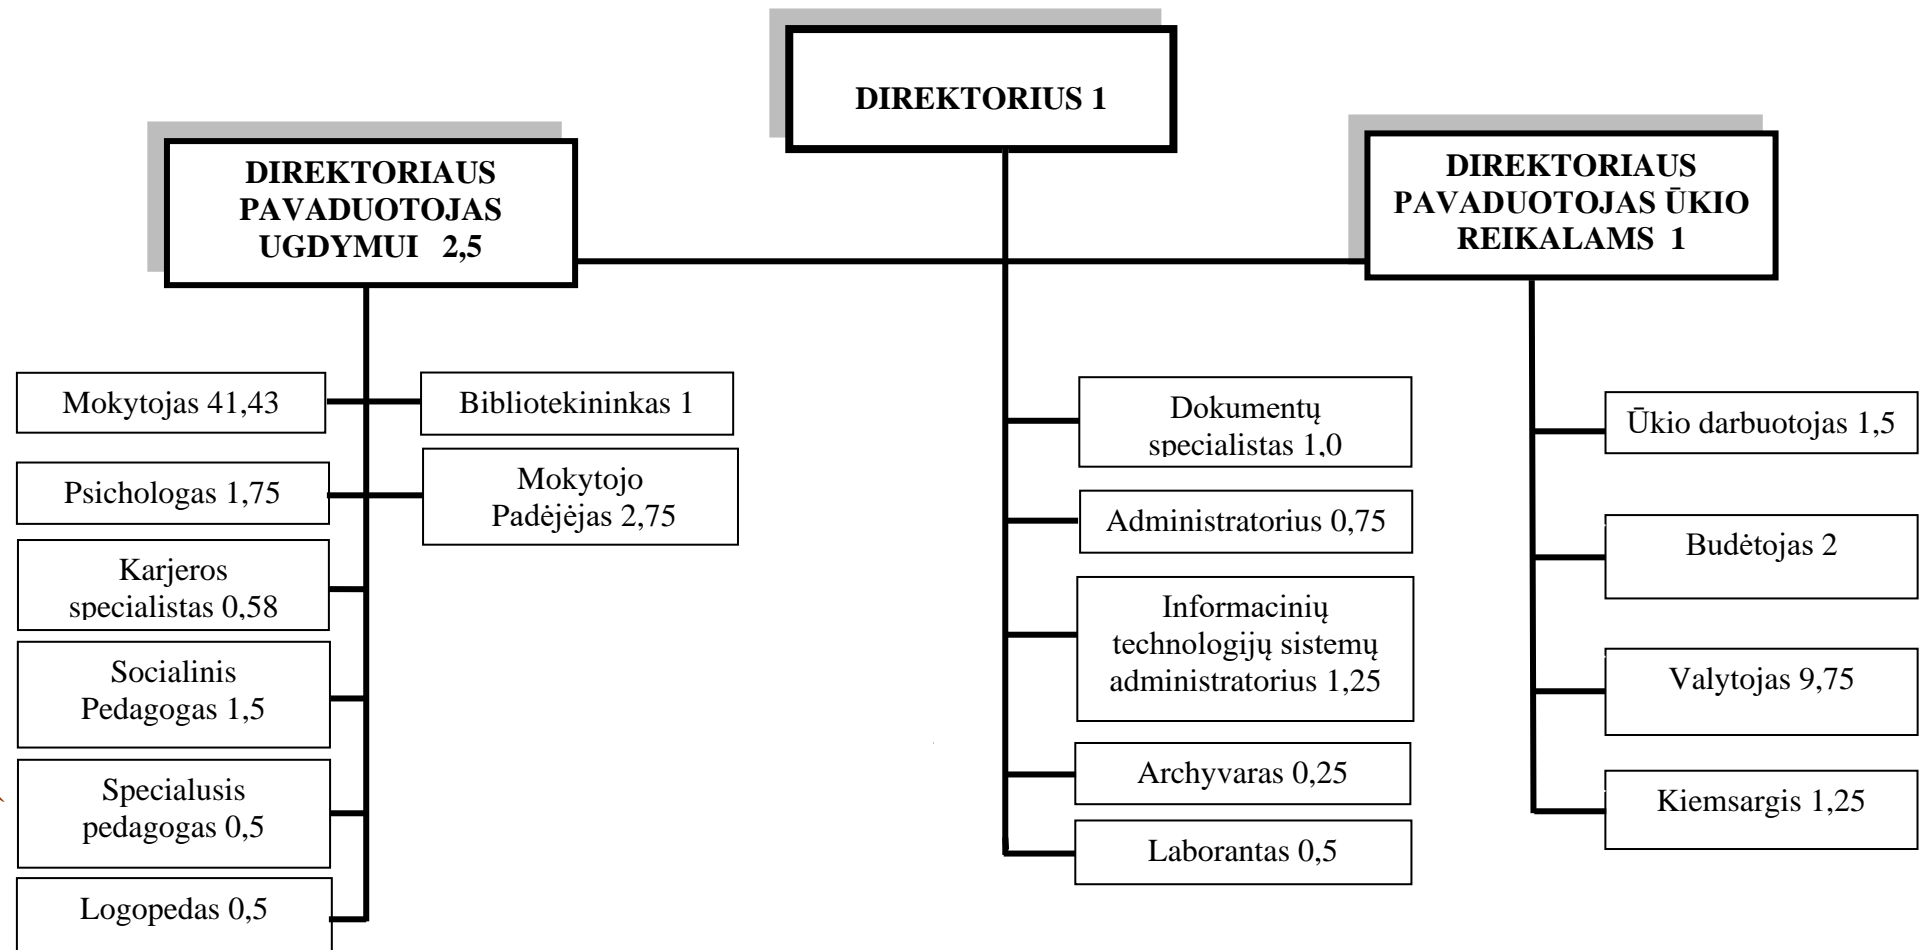 DIREKTORIUS 1
DIREKTORIAUS
PAVADUOTOJAS
UGDYMUI 2,5
DIREKTORIAUS
PAVADUOTOJAS ŪKIO
REIKALAMS 1
Mokytojas 41,43
Bibliotekininkas 1
Psichologas 1,75
Mokytojo
Padėjėjas 2,75
Karjeros
specialistas 0,58
Socialinis
Pedagogas 1,5
Specialusis
pedagogas 0,5
Logopedas 0,5
Dokumentų
specialistas 1,0
Administratorius 0,75
Informacinių
technologijų sistemų
administratorius 1,25
Archyvaras 0,25
Laborantas 0,5
Ūkio darbuotojas 1,5
Budėtojas 2
Valytojas 9,75
Kiemsargis 1,25